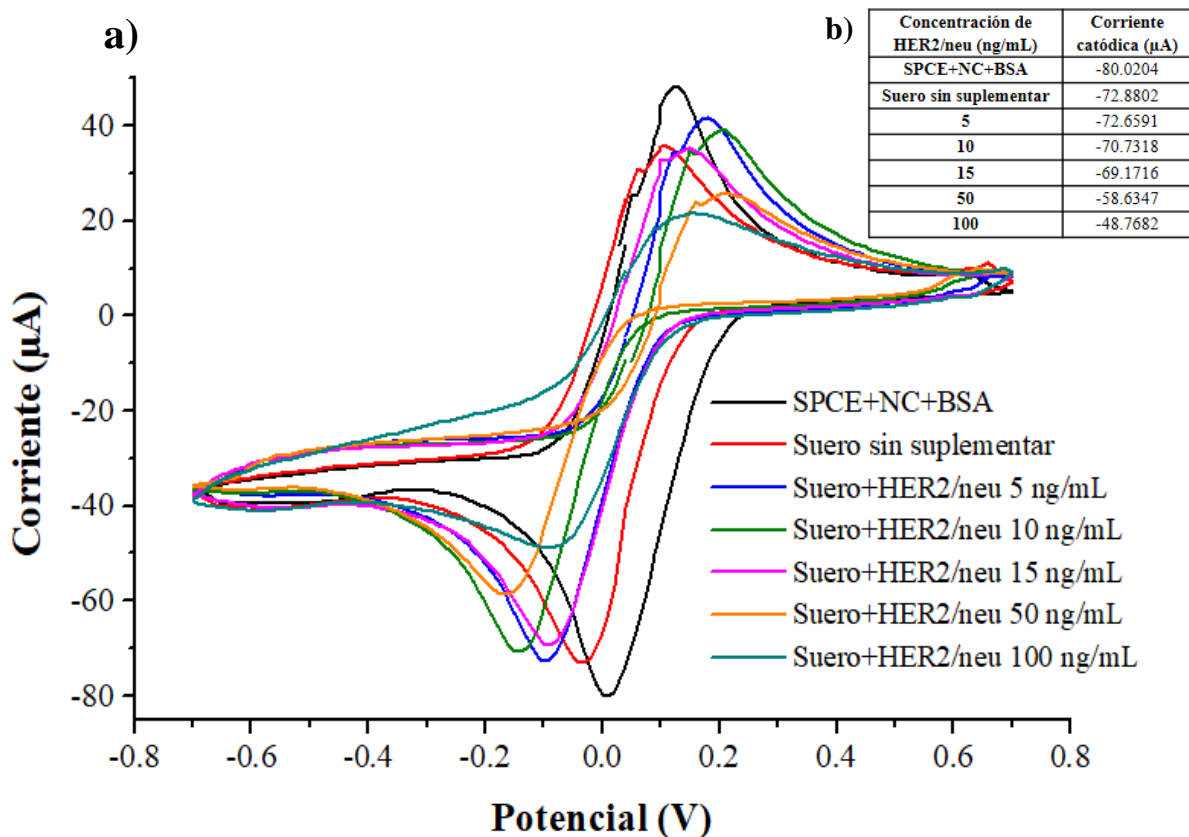 a)
b)
Concentración de HER2/neu (ng/mL) Corriente catódica (µA)
SPCE+NC+BSA -80.0204
Suero sin suplementar -72.8802
5 -72.6591
10 -70.7318
15 -69.1716
50 -58.6347
100 -48.7682
Corriente (µA)
40
20
0
-20
-40
-60
-80
SPCE+NC+BSA
Suero sin suplementar
Suero+HER2/neu 5 ng/mL
Suero+HER2/neu 10 ng/mL
Suero+HER2/neu 15 ng/mL
Suero+HER2/neu 50 ng/mL
Suero+HER2/neu 100 ng/mL
-0.8 -0.6 -0.4 -0.2 0.0 0.2 0.4 0.6 0.8
Potencial (V)